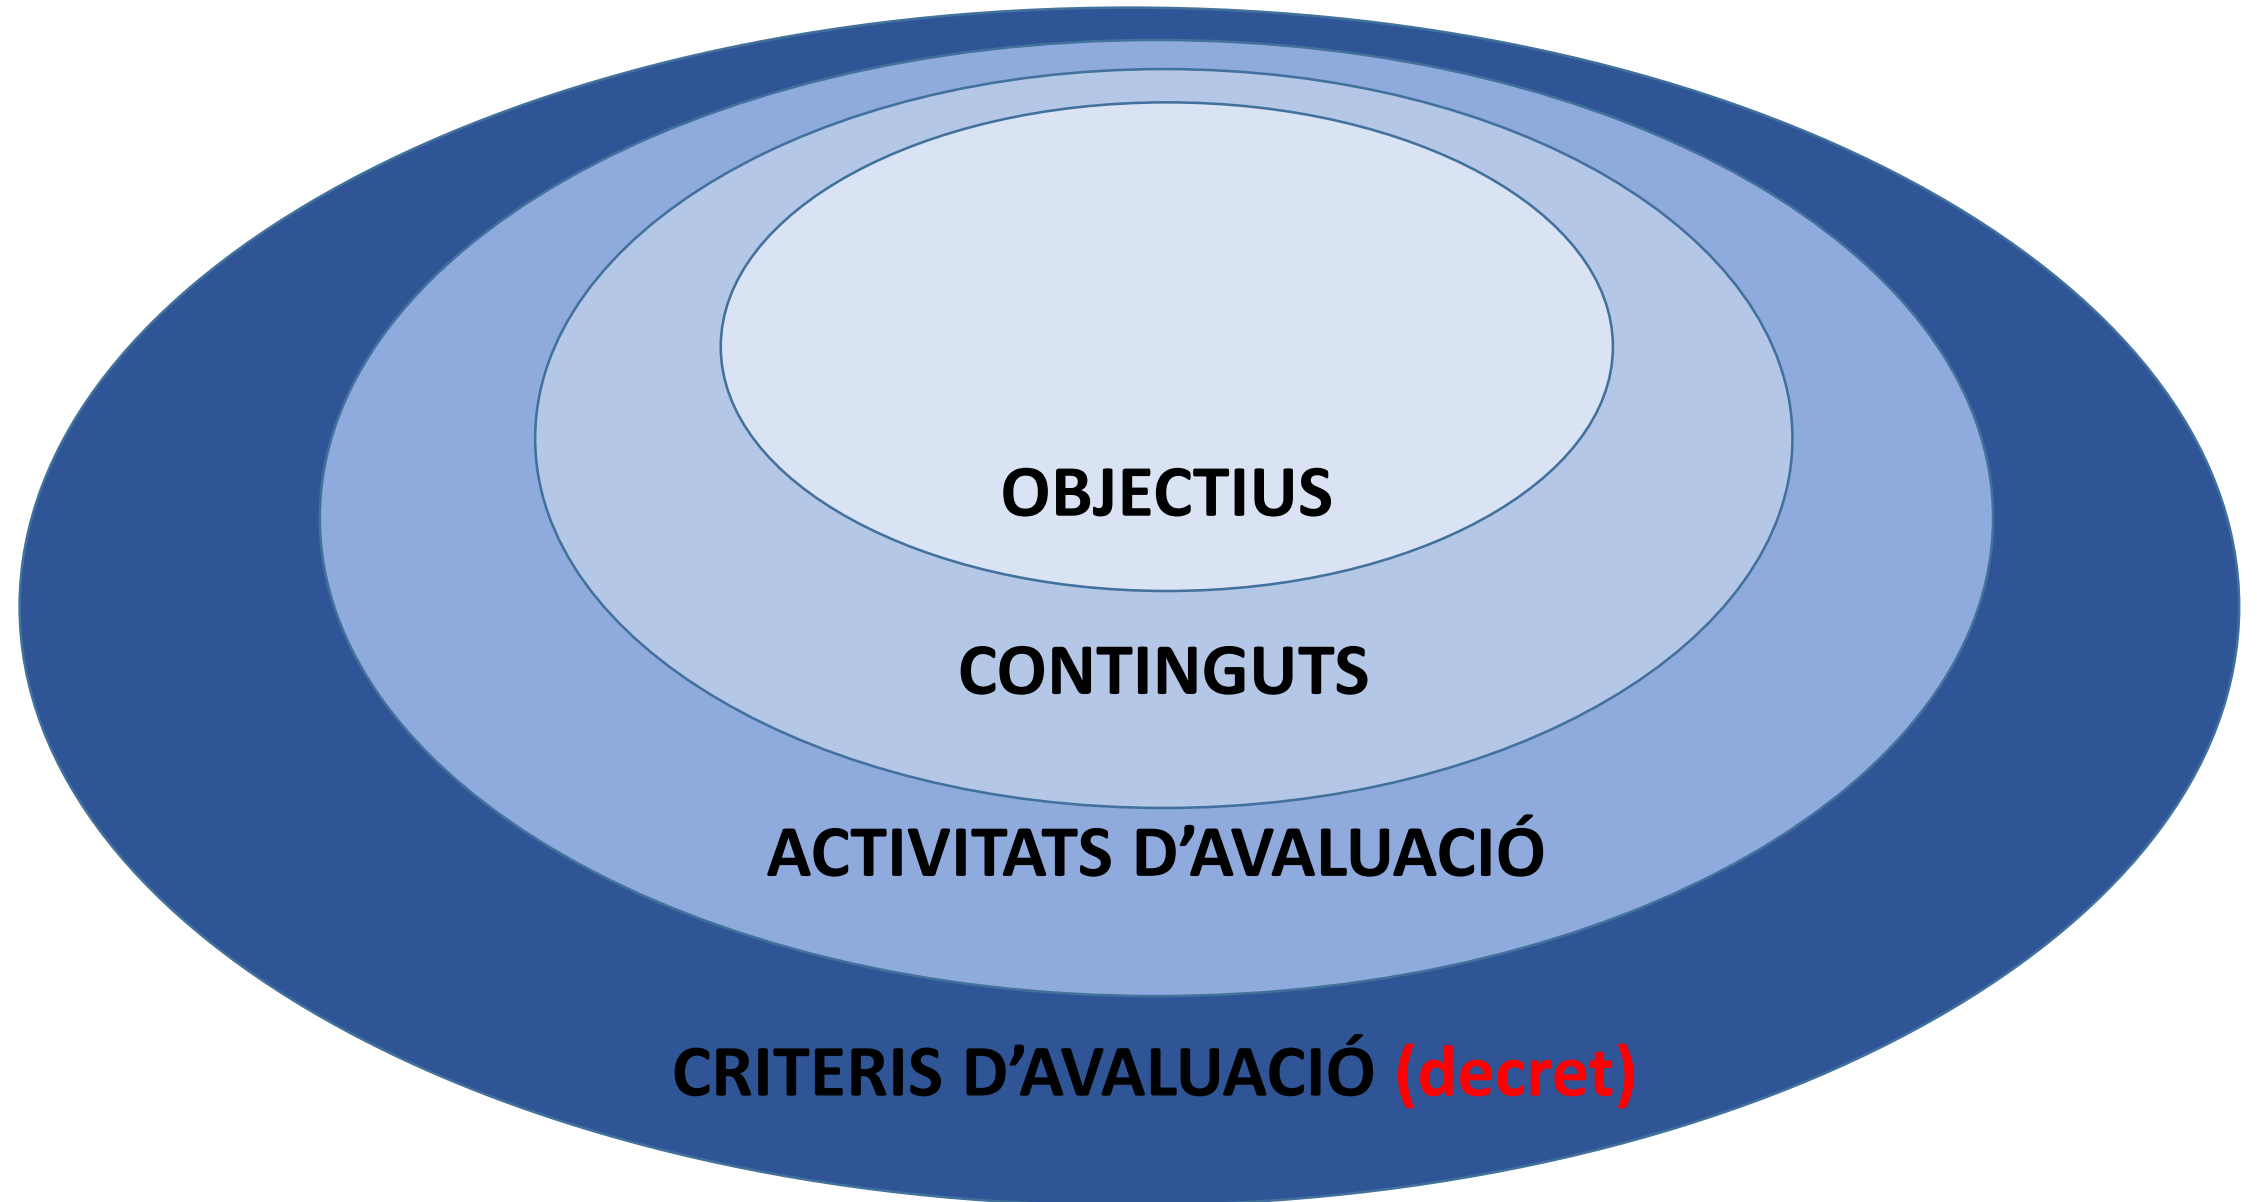 OBJECTIUS
CONTINGUTS
ACTIVITATS D’AVALUACIÓ
CRITERIS D’AVALUACIÓ (decret)